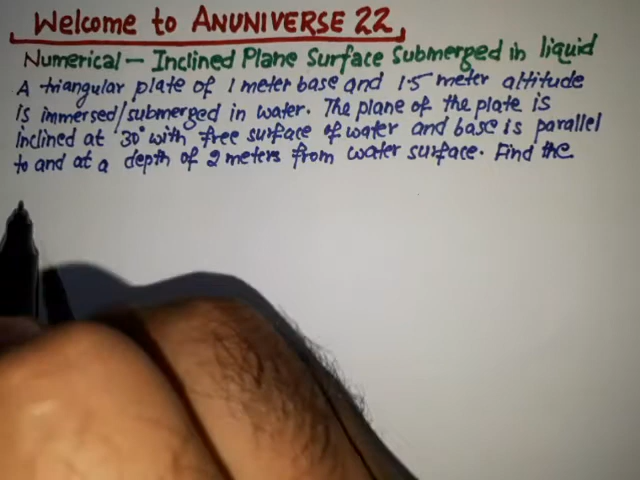 Welcome to ANUNIVERSE 22
Numerical - Inclined Plane Surface Submerged in liquid
A triangular plate of 1 meter base and 1.5 meter altitude
is immersed/submerged in water. The plane of the plate is
inclined at 30° with free surface of water and base is parallel
to and at a depth of 2 meters from water surface. Find the